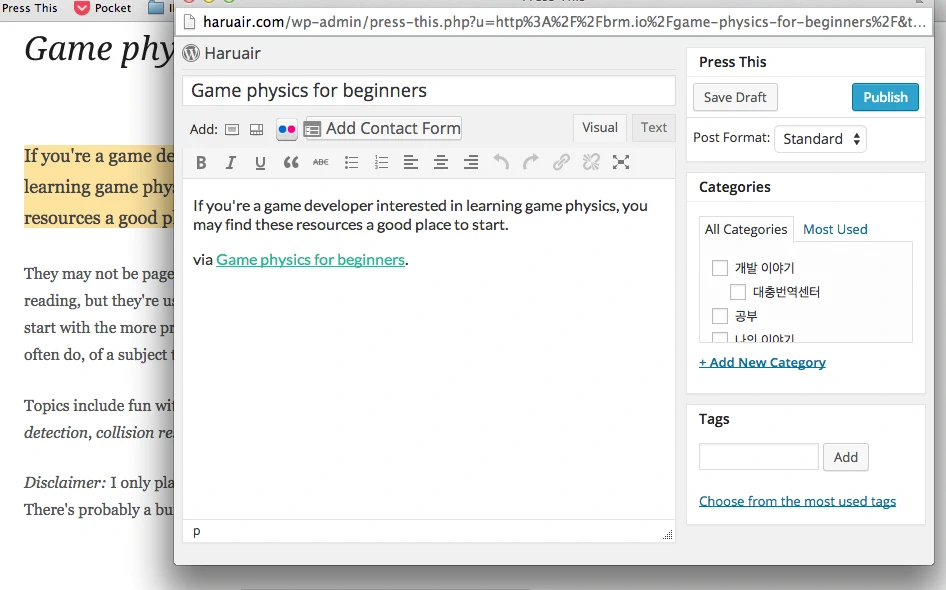 Press This
Pocket
haruair.com/wp-admin/press-this.php?u=http%3A%2F%2Fbrm.io%2Fgame-physics-for-beginners%2F&t...
Game phy
If you're a game de
learning game phys
resources a good pl
They may not be page
reading, but they're us
start with the more pr
often do, of a subject t
Topics include fun wit
detection, collision re
Disclaimer: I only pla
There's probably a bu
Haruair
Game physics for beginners
Add:
Add Contact Form
Visual
Text
B I U ABC
If you're a game developer interested in learning game physics, you
may find these resources a good place to start.
via Game physics for beginners.
p
Press This
Save Draft
Publish
Post Format: Standard
Categories
All Categories
Most Used
개발 이야기
대충번역센터
공부
나의 이야기
+ Add New Category
Tags
Add
Choose from the most used tags